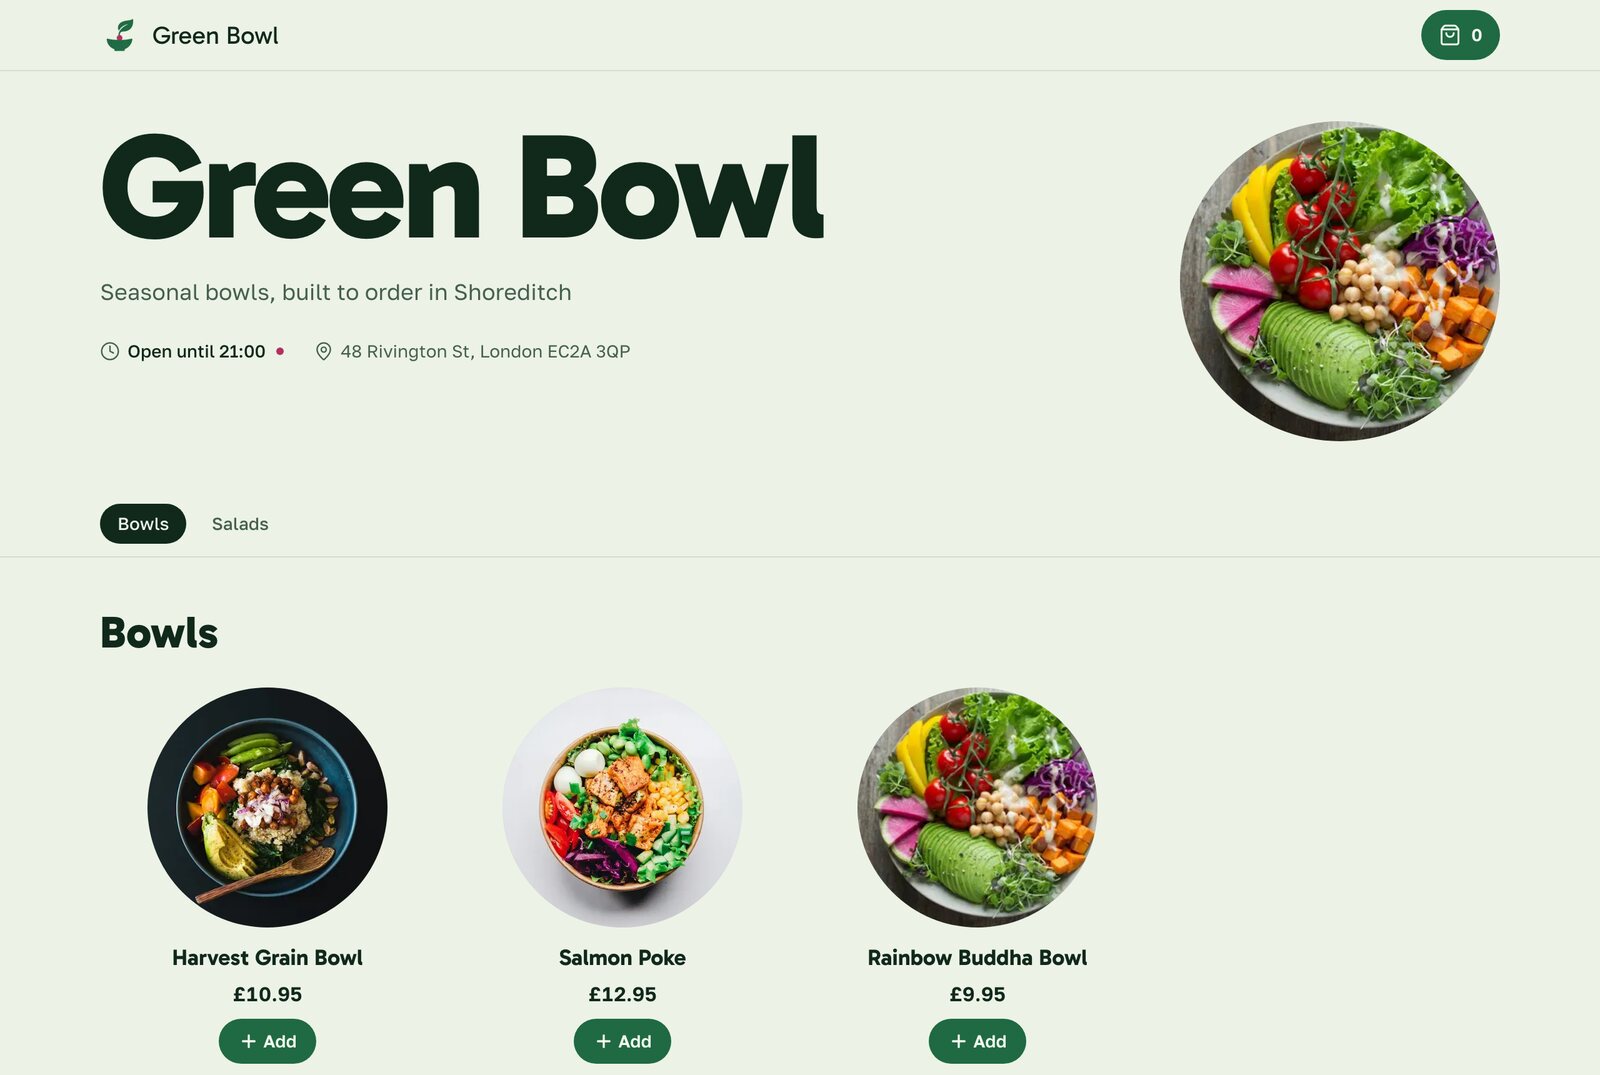 Green Bowl
0
Green Bowl
Seasonal bowls, built to order in Shoreditch
Open until 21:00
48 Rivington St, London EC2A 3QP
Bowls
Salads
Bowls
Harvest Grain Bowl
£10.95
+ Add
Salmon Poke
£12.95
+ Add
Rainbow Buddha Bowl
£9.95
+ Add